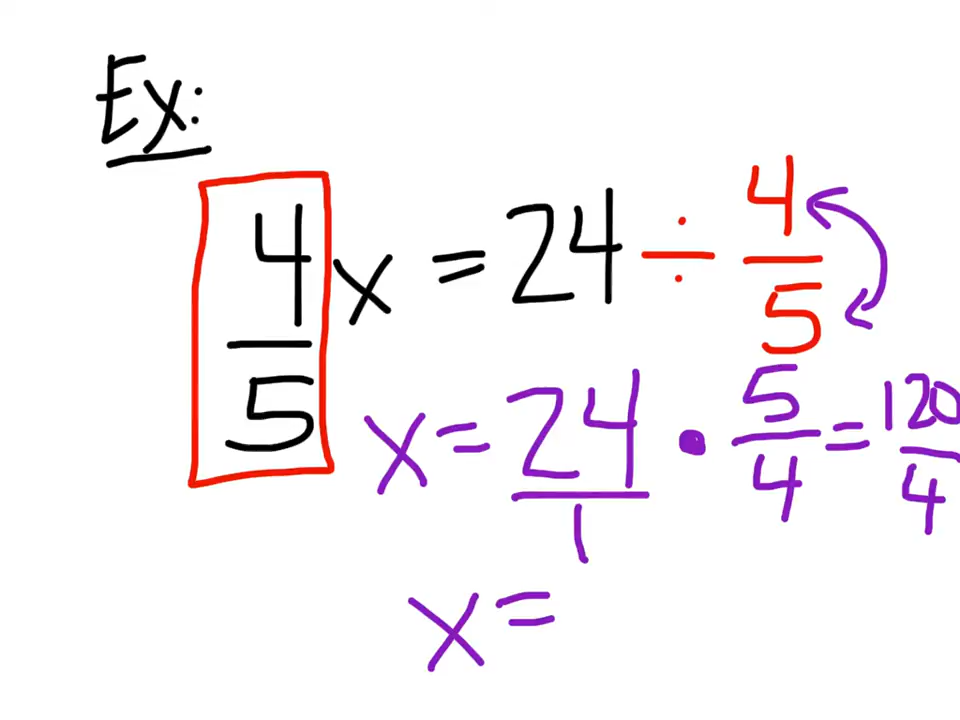 Ex:
4/5 x = 24 ÷ 4/5
x = 24/1 • 5/4 = 120/4
x =